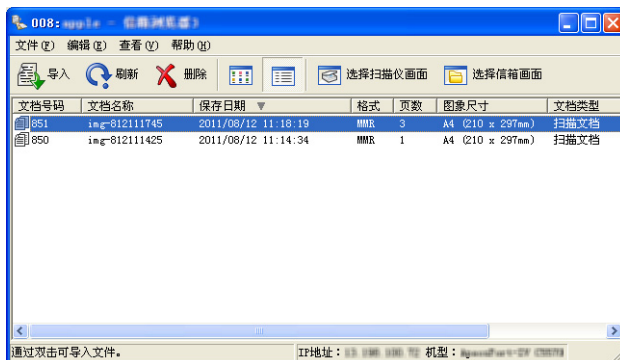 008:apple -
文件(F) 编辑(E) 查看(V) 帮助(H)
导入 刷新 删除 选择扫描仪画面 选择信箱画面
文档号码 文档名称 保存日期 格式 页数 图象尺寸 文档类型
851 img-812111745 2011/08/12 11:18:19 MMR 3 A4 (210 x 297mm) 扫描文档
850 img-812111425 2011/08/12 11:14:34 MMR 1 A4 (210 x 297mm) 扫描文档
通过双击可导入文件。 IP地址: 机型: